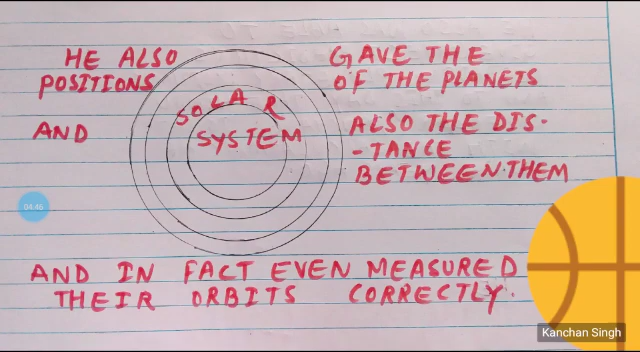 HE ALSO GAVE THE
POSITIONS OF THE PLANETS
SOLAR
SYSTEM
AND ALSO THE DIS-
-TANCE
BETWEEN.THEM
AND IN FACT EVEN MEASURED
THEIR ORBITS CORRECTLY.
04:46
Kanchan Singh